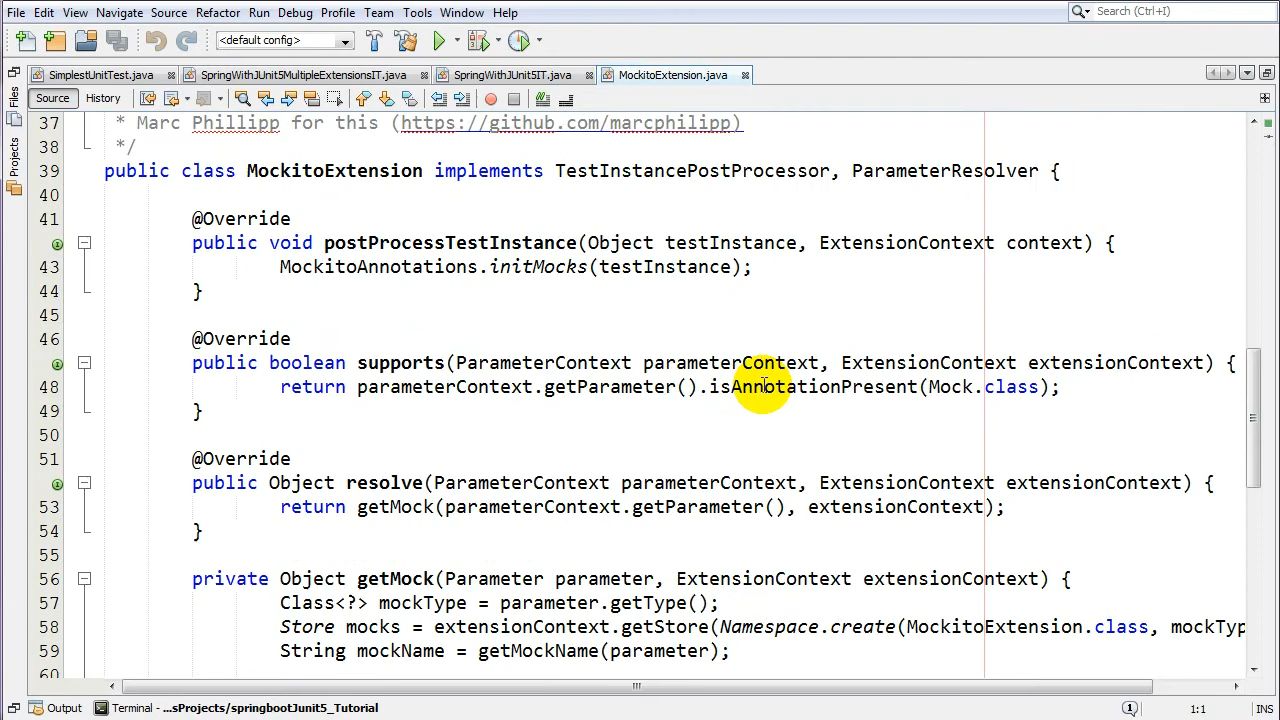 File Edit View Navigate Source Refactor Run Debug Profile Team Tools Window Help Search (Ctrl+I)
<default config>
SimplestUnitTest.java SpringWithJUnit5MultipleExtensionsIT.java SpringWithJUnit5IT.java MockitoExtension.java
Source History
Files
Projects
37 * Marc Phillipp for this (https://github.com/marcphilipp)
38 */
39 public class MockitoExtension implements TestInstancePostProcessor, ParameterResolver {
40
41 @Override
public void postProcessTestInstance(Object testInstance, ExtensionContext context) {
43 MockitoAnnotations.initMocks(testInstance);
44 }
45
46 @Override
public boolean supports(ParameterContext parameterContext, ExtensionContext extensionContext) {
48 return parameterContext.getParameter().isAnnotationPresent(Mock.class);
49 }
50
51 @Override
public Object resolve(ParameterContext parameterContext, ExtensionContext extensionContext) {
53 return getMock(parameterContext.getParameter(), extensionContext);
54 }
55
56 private Object getMock(Parameter parameter, ExtensionContext extensionContext) {
57 Class<?> mockType = parameter.getType();
58 Store mocks = extensionContext.getStore(Namespace.create(MockitoExtension.class, mockTyp
59 String mockName = getMockName(parameter);
60
Output Terminal - ...sProjects/springbootJunit5_Tutorial 1 1:1 INS